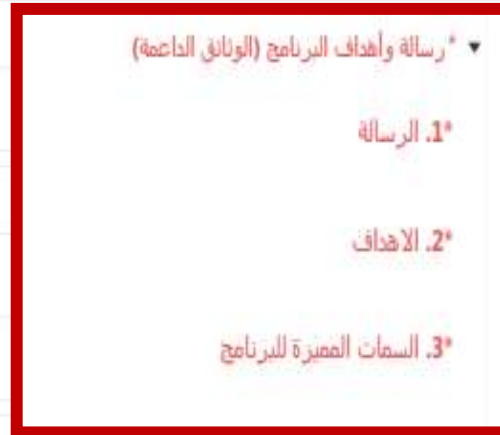 * رسالة وأهداف البرنامج (الوثائق الداعمة)
*1. الرسالة
*2. الاهداف
*3. السمات المميزة للبرنامج